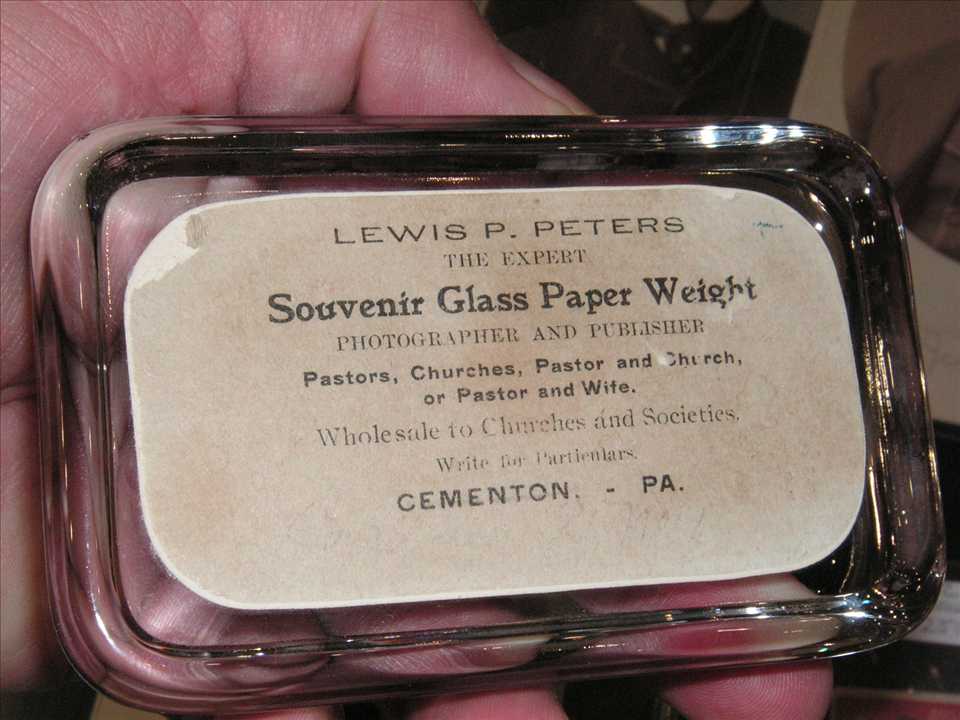 LEWIS P. PETERS
THE EXPERT
Souvenir Glass Paper Weight
PHOTOGRAPHER AND PUBLISHER
Pastors, Churches, Pastor and Church,
or Pastor and Wife.
Wholesale to Churches and Societies.
Write for Particulars.
CEMENTON. - PA.